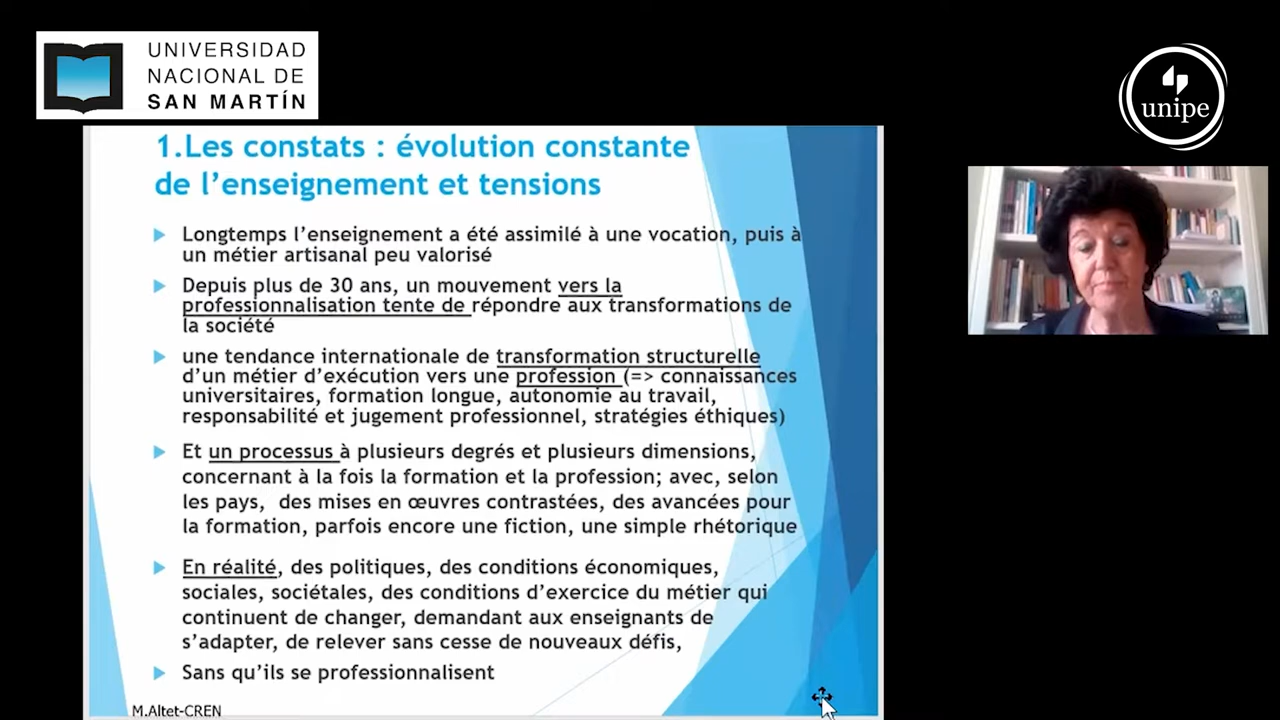 UNIVERSIDAD
NACIONAL DE
SAN MARTÍN
unipe
1.Les constats : évolution constante
de l’enseignement et tensions
Longtemps l’enseignement a été assimilé à une vocation, puis à
un métier artisanal peu valorisé
Depuis plus de 30 ans, un mouvement vers la
professionnalisation tente de répondre aux transformations de
la société
une tendance internationale de transformation structurelle
d’un métier d’exécution vers une profession (=> connaissances
universitaires, formation longue, autonomie au travail,
responsabilité et jugement professionnel, stratégies éthiques)
Et un processus à plusieurs degrés et plusieurs dimensions,
concernant à la fois la formation et la profession; avec, selon
les pays, des mises en œuvres contrastées, des avancées pour
la formation, parfois encore une fiction, une simple rhétorique
En réalité, des politiques, des conditions économiques,
sociales, sociétales, des conditions d’exercice du métier qui
continuent de changer, demandant aux enseignants de
s’adapter, de relever sans cesse de nouveaux défis,
Sans qu’ils se professionnalisent
M.Altet-CREN